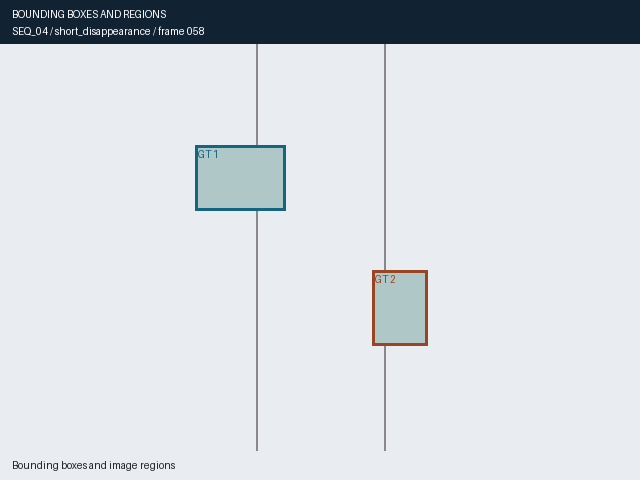 BOUNDING BOXES AND REGIONS
SEQ_04 / short_disappearance / frame 058
GT1
GT2
Bounding boxes and image regions